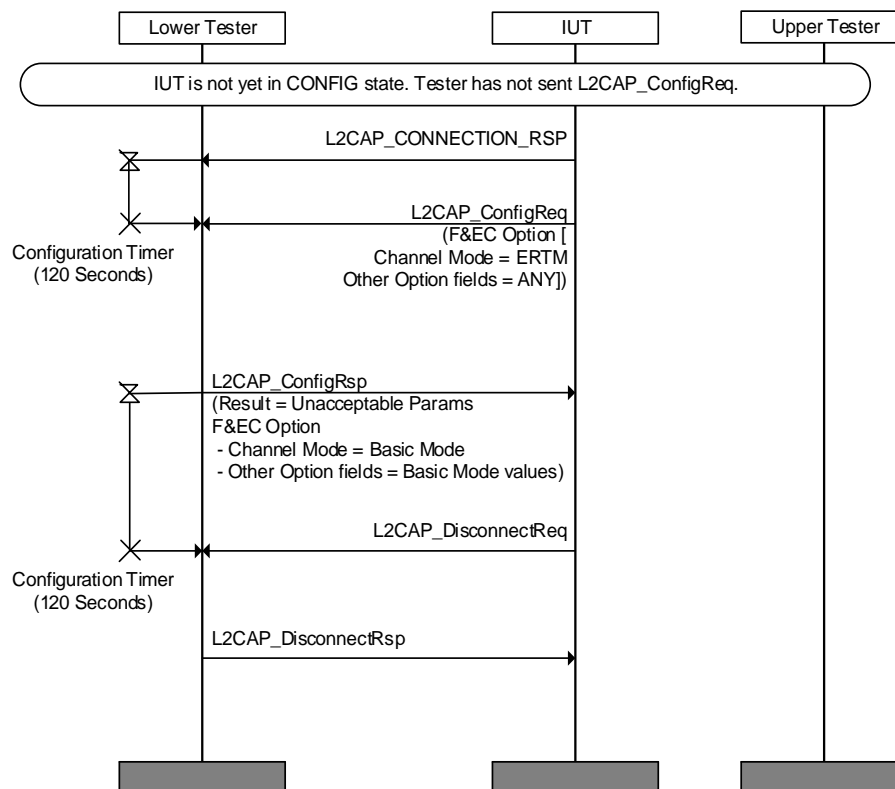 Lower Tester
IUT
Upper Tester
IUT is not yet in CONFIG state. Tester has not sent L2CAP_ConfigReq.
L2CAP_CONNECTION_RSP
L2CAP_ConfigReq
(F&EC Option [
Channel Mode = ERTM
Other Option fields = ANY])
Configuration Timer
(120 Seconds)
L2CAP_ConfigRsp
(Result = Unacceptable Params
F&EC Option
- Channel Mode = Basic Mode
- Other Option fields = Basic Mode values)
L2CAP_DisconnectReq
Configuration Timer
(120 Seconds)
L2CAP_DisconnectRsp